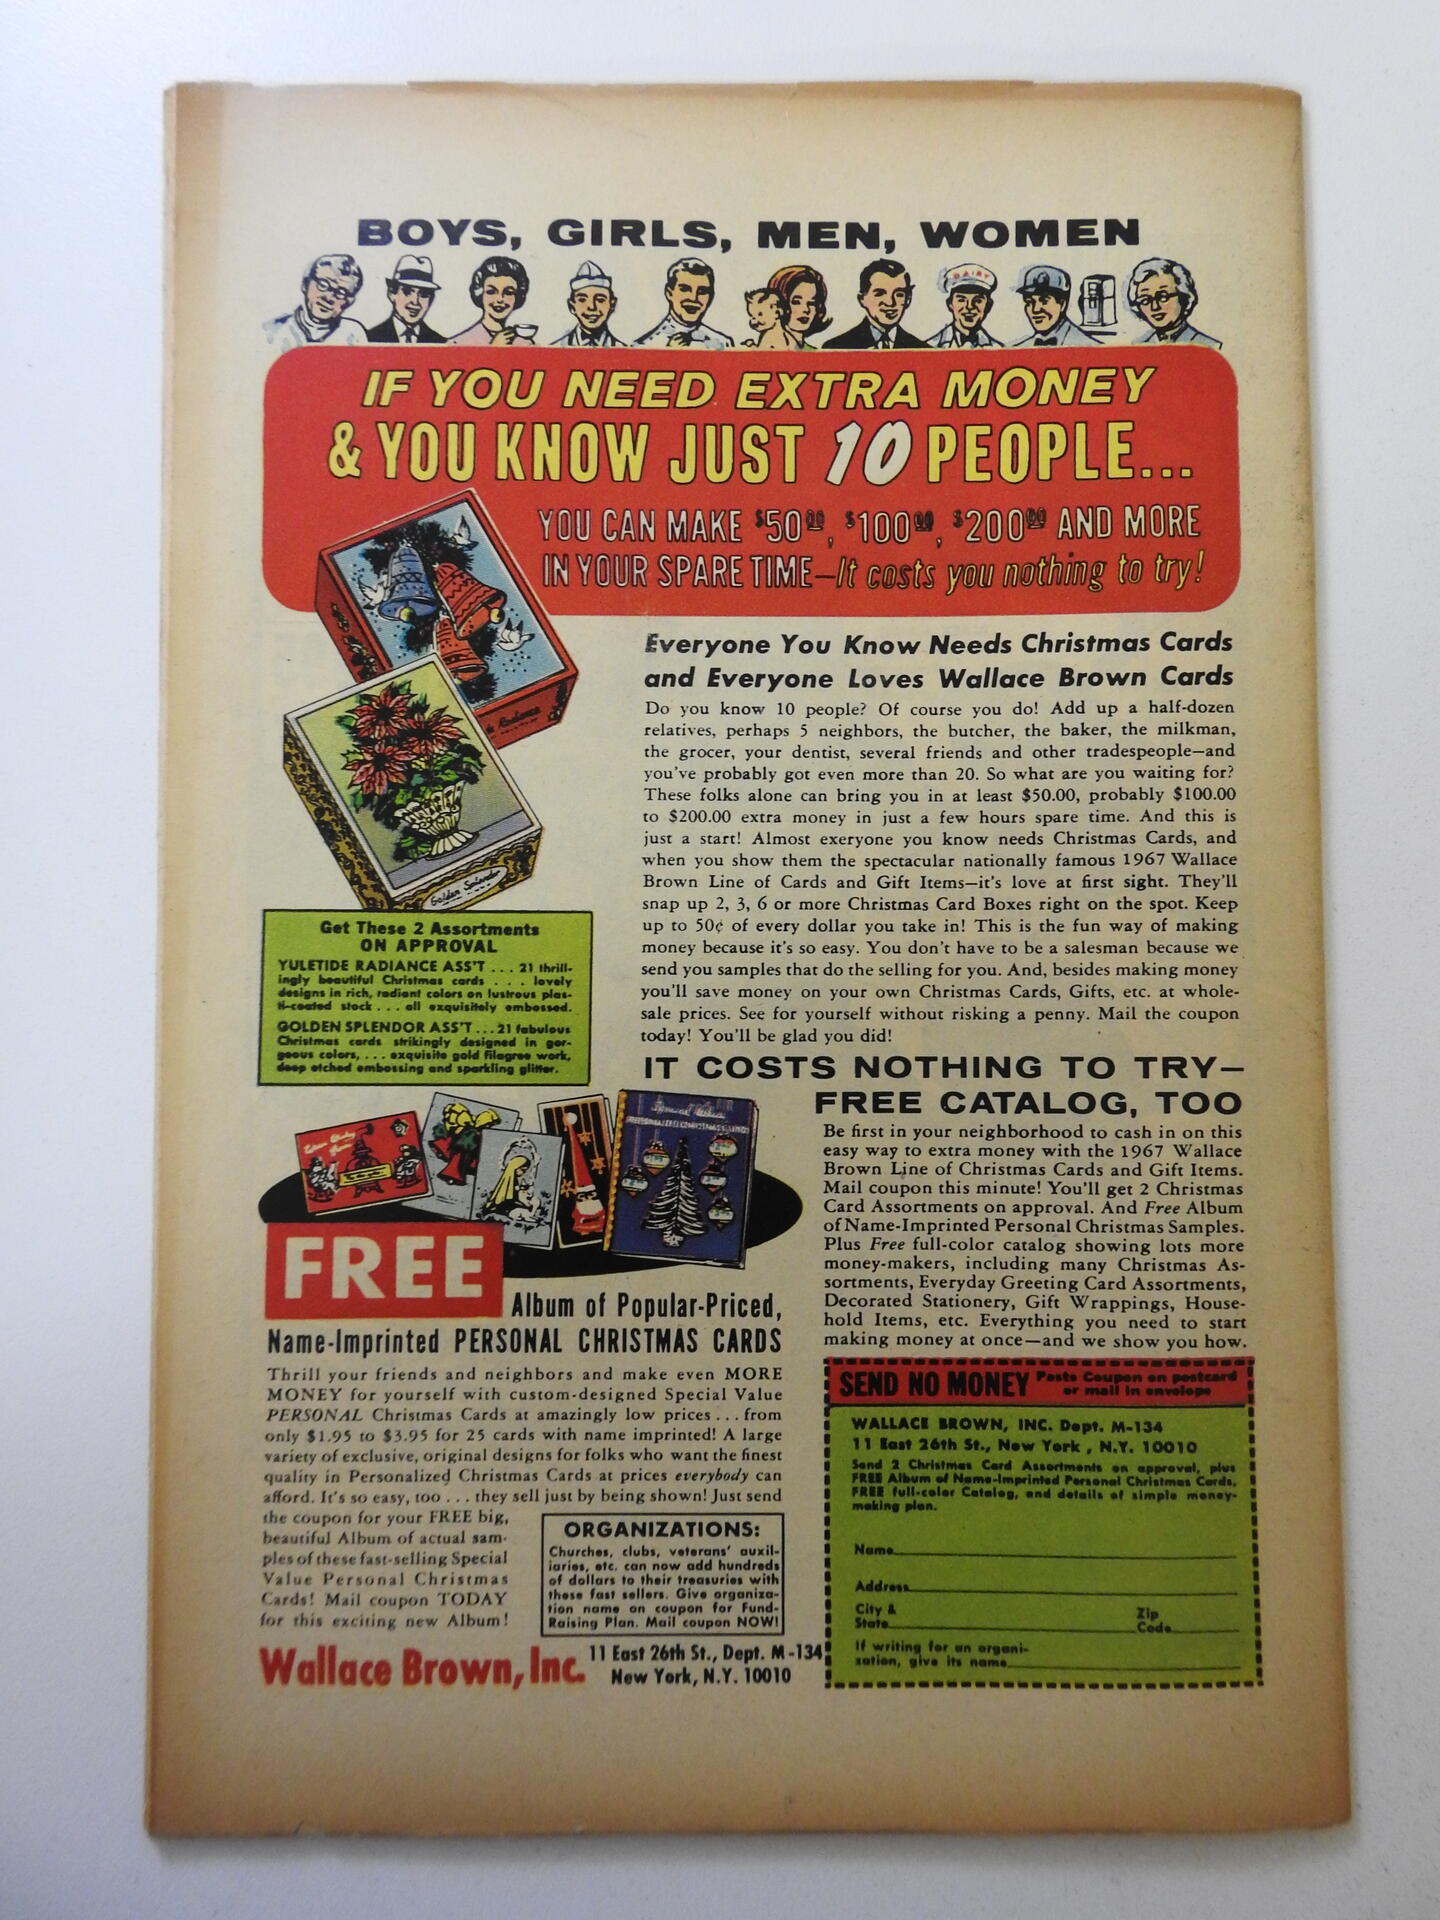 BOYS, GIRLS, MEN, WOMEN
DAIRY
IF YOU NEED EXTRA MONEY
& YOU KNOW JUST 10 PEOPLE...
YOU CAN MAKE $50.00, $100.00, $200.00 AND MORE
IN YOUR SPARE TIME—It costs you nothing to try!
Radiance
Golden Splendor
Get These 2 Assortments
ON APPROVAL
YULETIDE RADIANCE ASS'T . . . 21 thrill-
ingly beautiful Christmas cards . . . lovely
designs in rich, radiant colors on lustrous plas-
ti-coated stock . . . all exquisitely embossed.
GOLDEN SPLENDOR ASS'T . . . 21 fabulous
Christmas cards strikingly designed in gor-
geous colors, . . . exquisite gold filagree work,
deep etched embossing and sparkling glitter.
Everyone You Know Needs Christmas Cards
and Everyone Loves Wallace Brown Cards
Do you know 10 people? Of course you do! Add up a half-dozen
relatives, perhaps 5 neighbors, the butcher, the baker, the milkman,
the grocer, your dentist, several friends and other tradespeople—and
you've probably got even more than 20. So what are you waiting for?
These folks alone can bring you in at least $50.00, probably $100.00
to $200.00 extra money in just a few hours spare time. And this is
just a start! Almost exeryone you know needs Christmas Cards, and
when you show them the spectacular nationally famous 1967 Wallace
Brown Line of Cards and Gift Items—it's love at first sight. They'll
snap up 2, 3, 6 or more Christmas Card Boxes right on the spot. Keep
up to 50¢ of every dollar you take in! This is the fun way of making
money because it's so easy. You don't have to be a salesman because we
send you samples that do the selling for you. And, besides making money
you'll save money on your own Christmas Cards, Gifts, etc. at whole-
sale prices. See for yourself without risking a penny. Mail the coupon
today! You'll be glad you did!
IT COSTS NOTHING TO TRY—
FREE CATALOG, TOO
Be first in your neighborhood to cash in on this
easy way to extra money with the 1967 Wallace
Brown Line of Christmas Cards and Gift Items.
Mail coupon this minute! You'll get 2 Christmas
Card Assortments on approval. And Free Album
of Name-Imprinted Personal Christmas Samples.
Plus Free full-color catalog showing lots more
money-makers, including many Christmas As-
sortments, Everyday Greeting Card Assortments,
Decorated Stationery, Gift Wrappings, House-
hold Items, etc. Everything you need to start
making money at once—and we show you how.
FREE
Album of Popular-Priced,
Name-Imprinted PERSONAL CHRISTMAS CARDS
Thrill your friends and neighbors and make even MORE
MONEY for yourself with custom-designed Special Value
PERSONAL Christmas Cards at amazingly low prices . . . from
only $1.95 to $3.95 for 25 cards with name imprinted! A large
variety of exclusive, original designs for folks who want the finest
quality in Personalized Christmas Cards at prices everybody can
afford. It's so easy, too . . . they sell just by being shown! Just send
the coupon for your FREE big,
beautiful Album of actual sam-
ples of these fast-selling Special
Value Personal Christmas
Cards! Mail coupon TODAY
for this exciting new Album!
ORGANIZATIONS:
Churches, clubs, veterans' auxil-
iaries, etc. can now add hundreds
of dollars to their treasuries with
these fast sellers. Give organiza-
tion name on coupon for Fund-
Raising Plan. Mail coupon NOW!
Wallace Brown, Inc. 11 East 26th St., Dept. M-134
New York, N.Y. 10010
SEND NO MONEY Paste Coupon on postcard
or mail in envelope
WALLACE BROWN, INC. Dept. M-134
11 East 26th St., New York, N.Y. 10010
Send 2 Christmas Card Assortments on approval, plus
FREE Album of Name-Imprinted Personal Christmas Cards,
FREE full-color Catalog, and details of simple money-
making plan.
Name
Address
City & State Zip Code
If writing for an organi-
zation, give its name